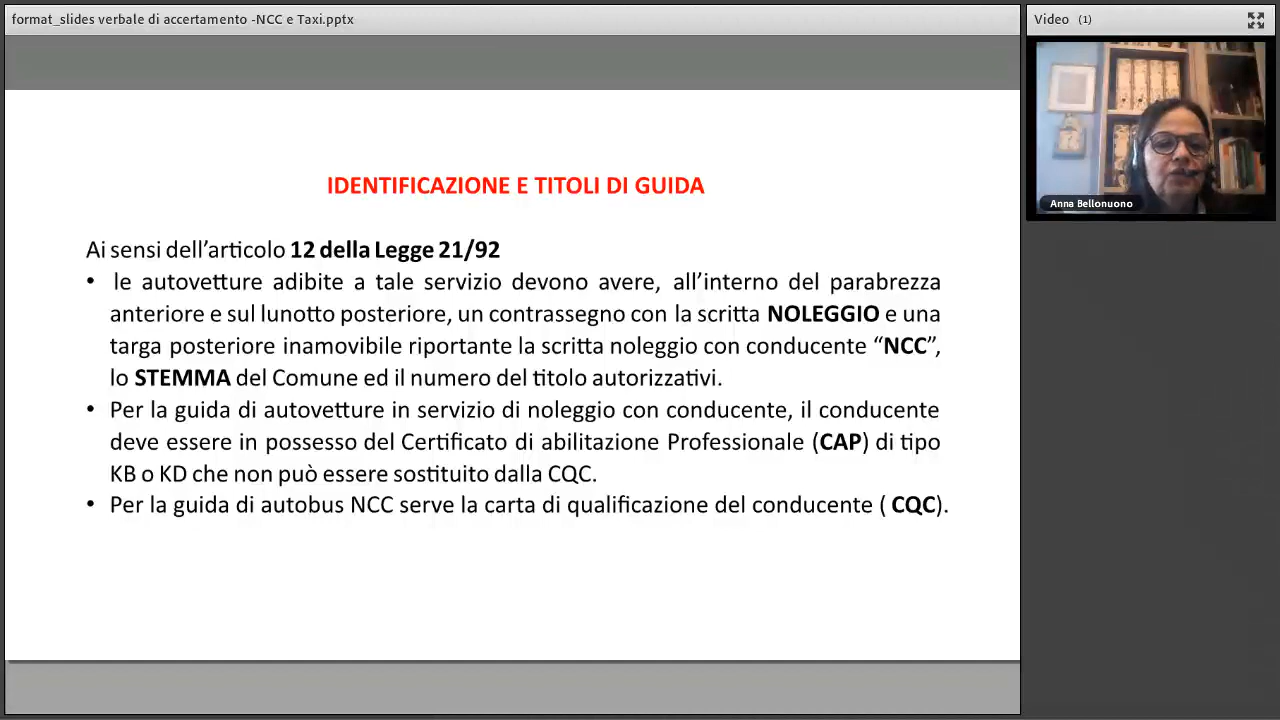 format_slides verbale di accertamento -NCC e Taxi.pptx
Video (1)
Anna Bellonuono
IDENTIFICAZIONE E TITOLI DI GUIDA
Ai sensi dell’articolo 12 della Legge 21/92
• le autovetture adibite a tale servizio devono avere, all’interno del parabrezza
anteriore e sul lunotto posteriore, un contrassegno con la scritta NOLEGGIO e una
targa posteriore inamovibile riportante la scritta noleggio con conducente “NCC”,
lo STEMMA del Comune ed il numero del titolo autorizzativi.
• Per la guida di autovetture in servizio di noleggio con conducente, il conducente
deve essere in possesso del Certificato di abilitazione Professionale (CAP) di tipo
KB o KD che non può essere sostituito dalla CQC.
• Per la guida di autobus NCC serve la carta di qualificazione del conducente ( CQC).